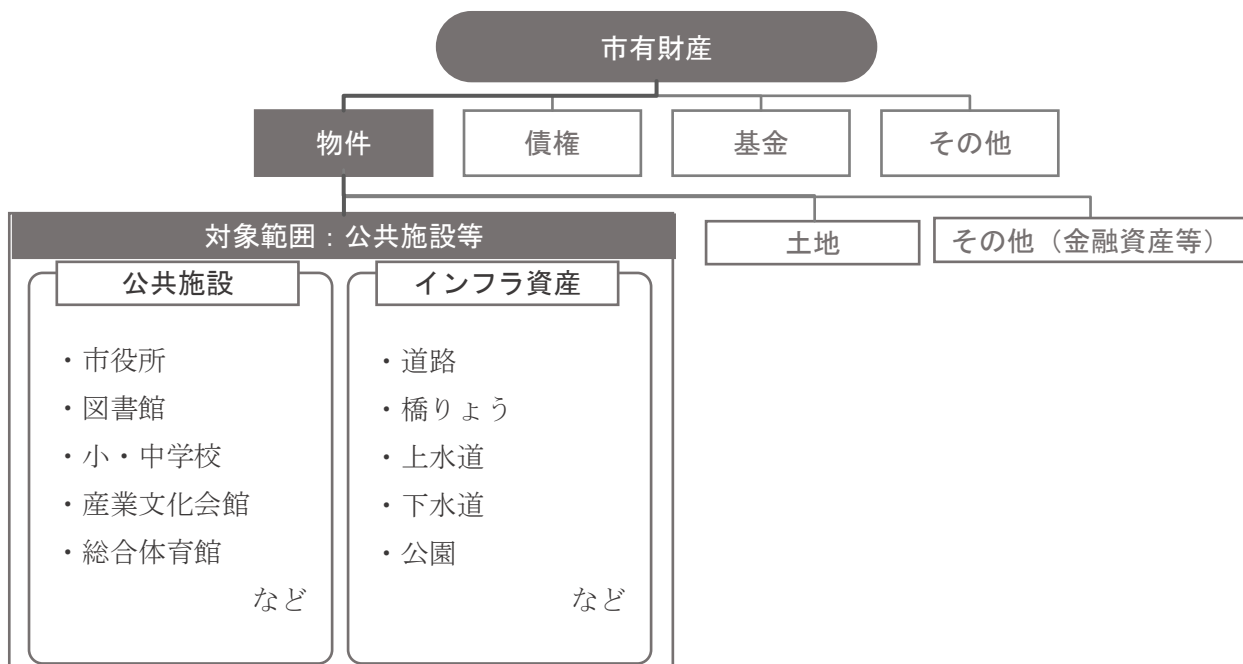 市有財産
物件
債権
基金
その他
対象範囲：公共施設等
土地
その他（金融資産等）
公共施設
・市役所
・図書館
・小・中学校
・産業文化会館
・総合体育館
など
インフラ資産
・道路
・橋りょう
・上水道
・下水道
・公園
など